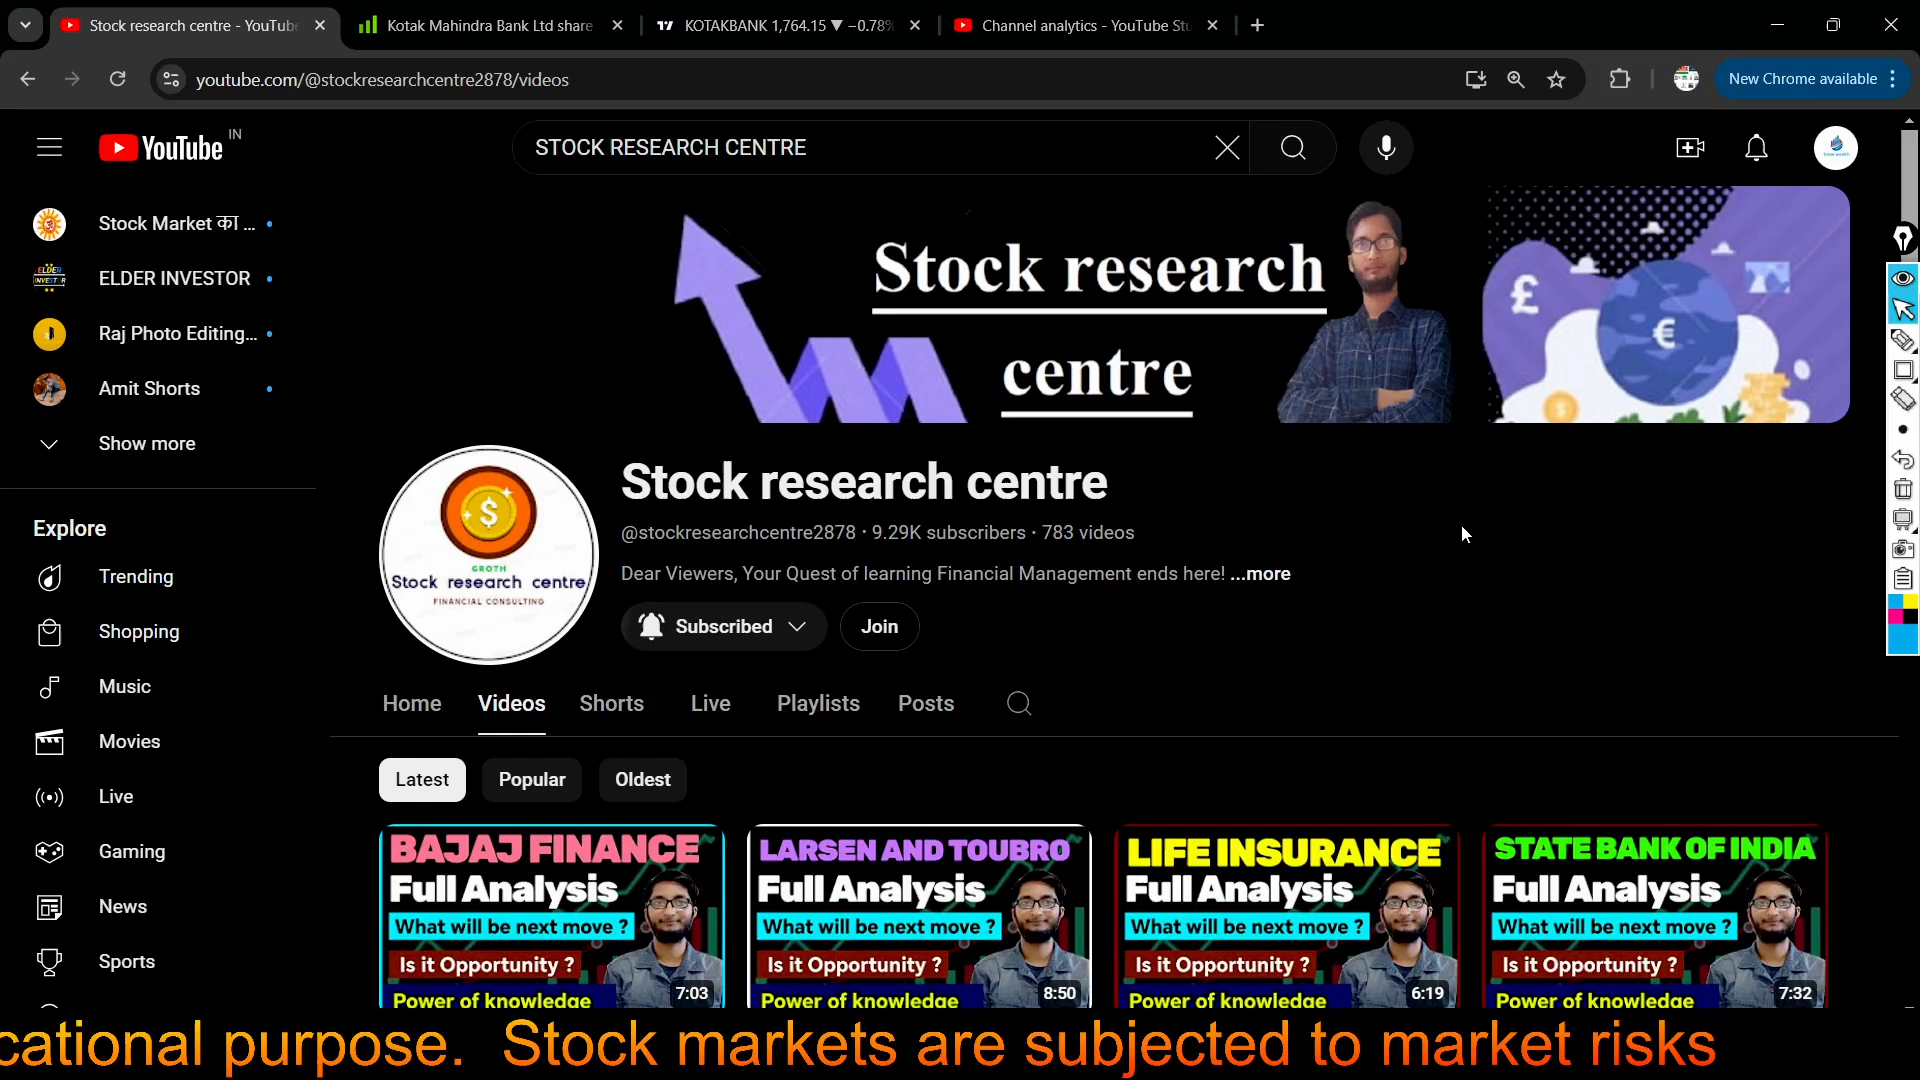 Stock research centre - YouTub
Kotak Mahindra Bank Ltd share
KOTAKBANK 1,764.15 ▼ −0.78%
Channel analytics - YouTube Stu
youtube.com/@stockresearchcentre2878/videos
New Chrome available
YouTube IN
STOCK RESEARCH CENTRE
Stock Market का ...
ELDER INVESTOR
Raj Photo Editing...
Amit Shorts
Show more
Explore
Trending
Shopping
Music
Movies
Live
Gaming
News
Sports
Stock research
centre
£
€
$
GROTH
Stock research centre
FINANCIAL CONSULTING
Stock research centre
@stockresearchcentre2878 · 9.29K subscribers · 783 videos
Dear Viewers, Your Quest of learning Financial Management ends here! ...more
Subscribed
Join
Home Videos Shorts Live Playlists Posts
Latest Popular Oldest
BAJAJ FINANCE
Full Analysis
What will be next move ?
Is it Opportunity ?
Power of knowledge
7:03
LARSEN AND TOUBRO
Full Analysis
What will be next move ?
Is it Opportunity ?
Power of knowledge
8:50
LIFE INSURANCE
Full Analysis
What will be next move ?
Is it Opportunity ?
Power of knowledge
6:19
STATE BANK OF INDIA
Full Analysis
What will be next move ?
Is it Opportunity ?
Power of knowledge
7:32
cational purpose. Stock markets are subjected to market risks